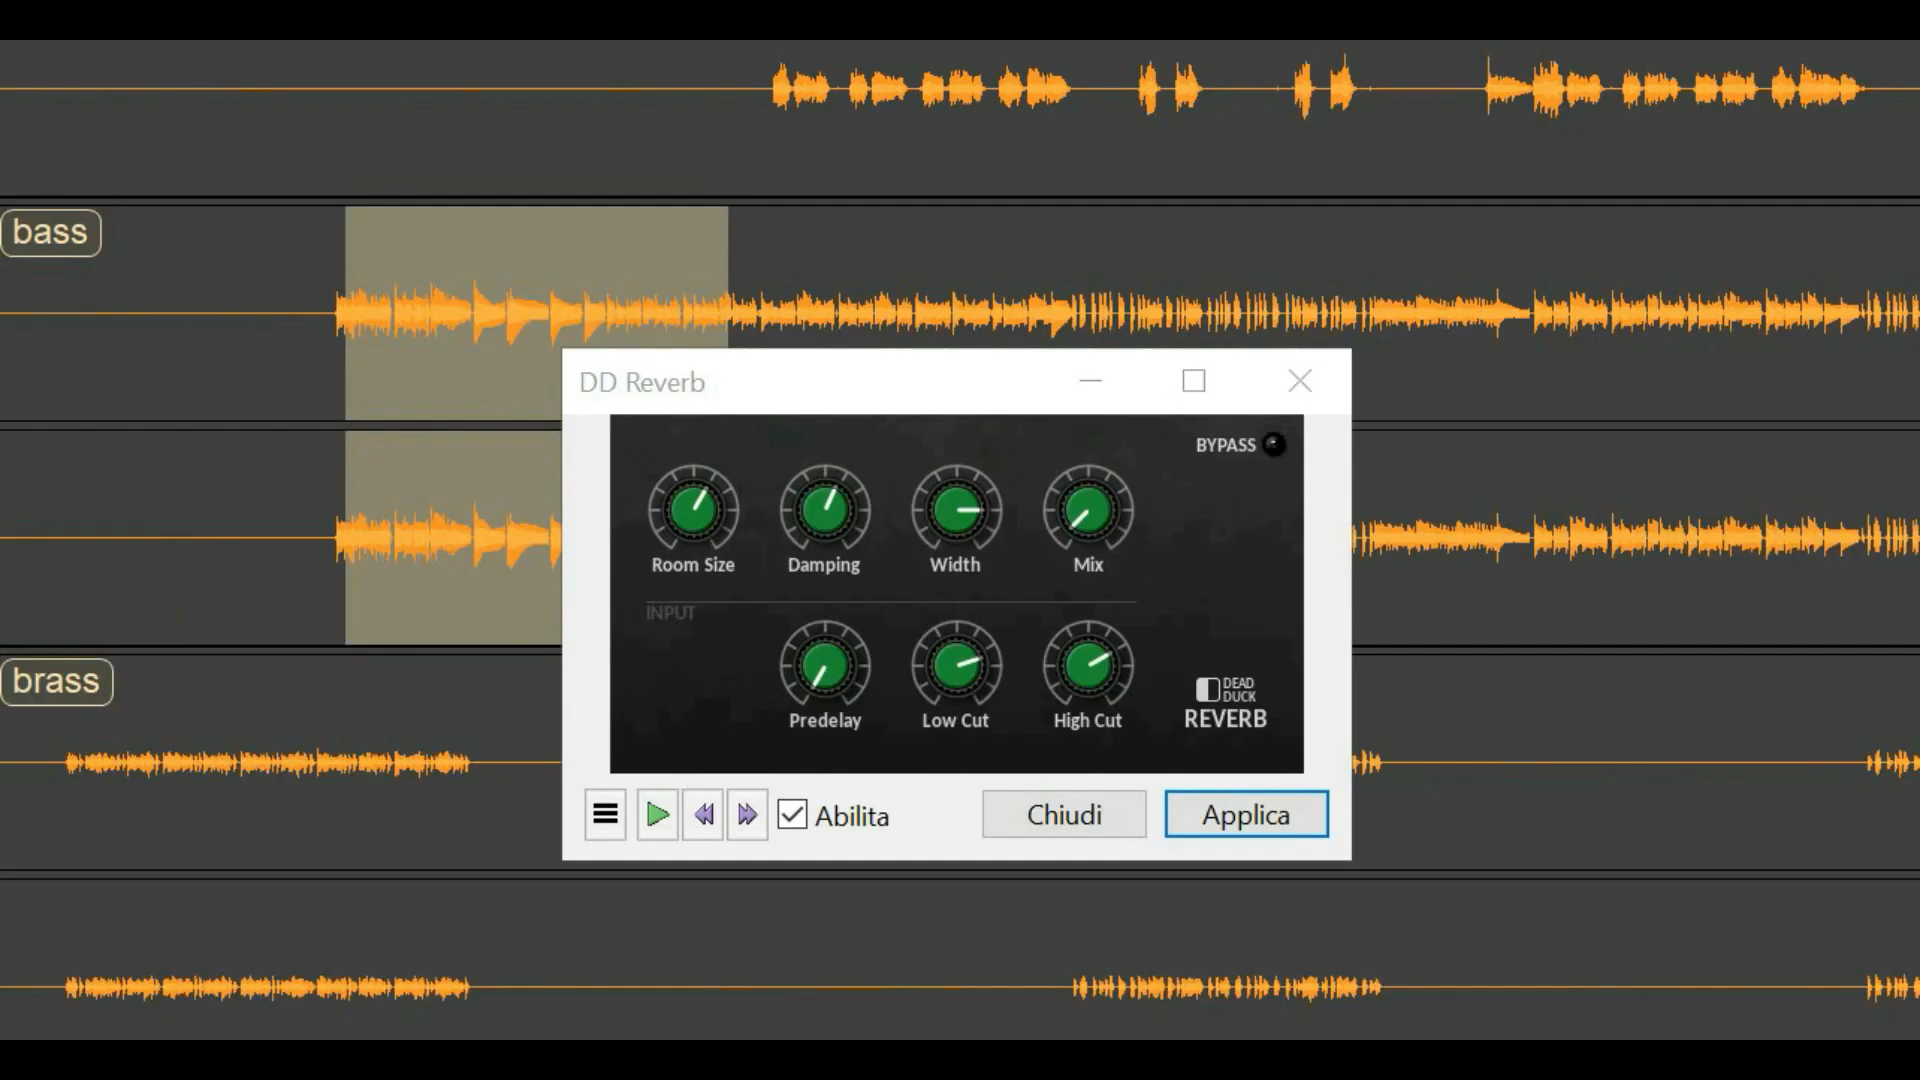 bass
DD Reverb
BYPASS
Room Size
Damping
Width
Mix
INPUT
Predelay
Low Cut
High Cut
DEAD
DUCK
REVERB
brass
Abilita
Chiudi
Applica